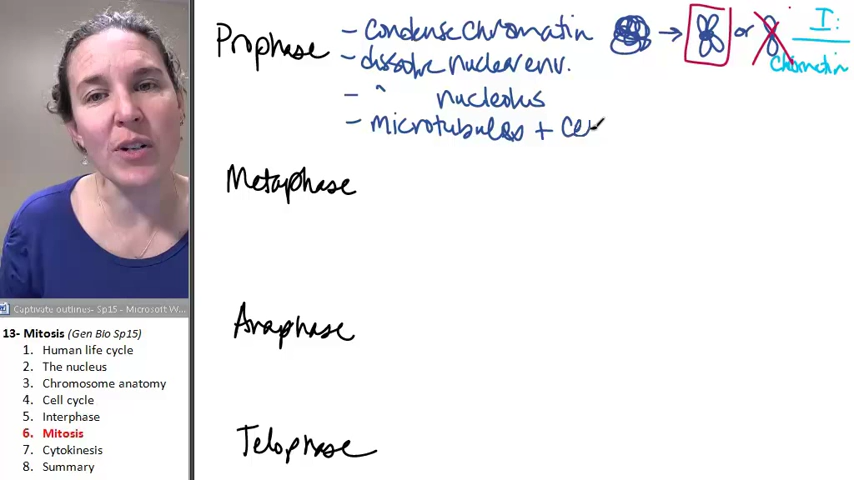 Prophase
- condense chromatin → or
I:
chromatin
- dissolve nuclear env.
- " nucleolus
- microtubules + cen
Metaphase
Anaphase
Telophase
Captivate outlines- Sp15 - Microsoft W...
13- Mitosis (Gen Bio Sp15)
1. Human life cycle
2. The nucleus
3. Chromosome anatomy
4. Cell cycle
5. Interphase
6. Mitosis
7. Cytokinesis
8. Summary